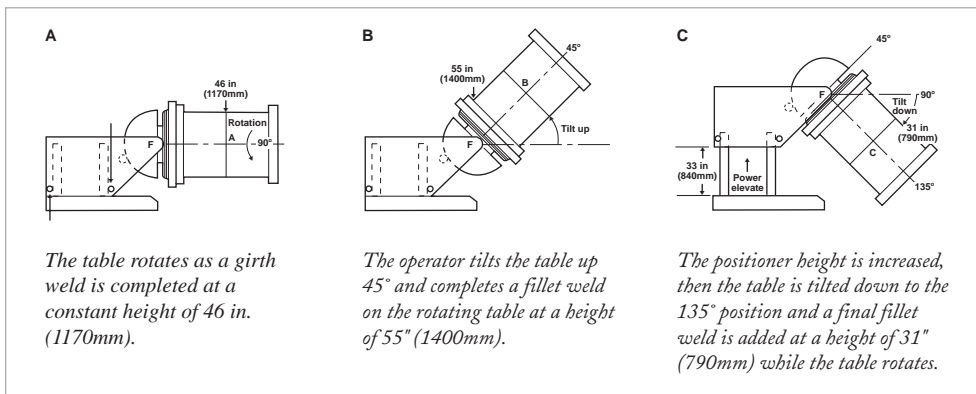 A
46 in
(1170mm)
Rotation
A
90°
F
The table rotates as a girth
weld is completed at a
constant height of 46 in.
(1170mm).
B
55 in
(1400mm)
45°
B
Tilt up
F
The operator tilts the table up
45° and completes a fillet weld
on the rotating table at a height
of 55" (1400mm).
C
45°
F
90°
Tilt
down
31 in
(790mm)
C
33 in
(840mm)
Power
elevate
135°
The positioner height is increased,
then the table is tilted down to the
135° position and a final fillet
weld is added at a height of 31"
(790mm) while the table rotates.